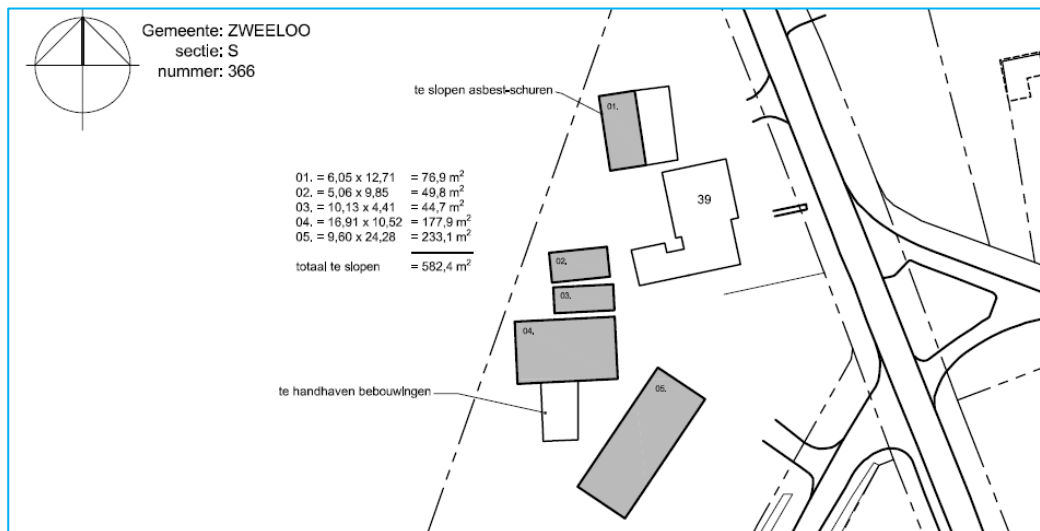 Gemeente: ZWEELOO
sectie: S
nummer: 366
te slopen asbest-schuren
01.
01. = 6,05 x 12,71 = 76,9 m²
02. = 5,06 x 9,85 = 49,8 m²
03. = 10,13 x 4,41 = 44,7 m²
04. = 16,91 x 10,52 = 177,9 m²
05. = 9,60 x 24,28 = 233,1 m²
totaal te slopen = 582,4 m²
39
02.
03.
04.
05.
te handhaven bebouwingen